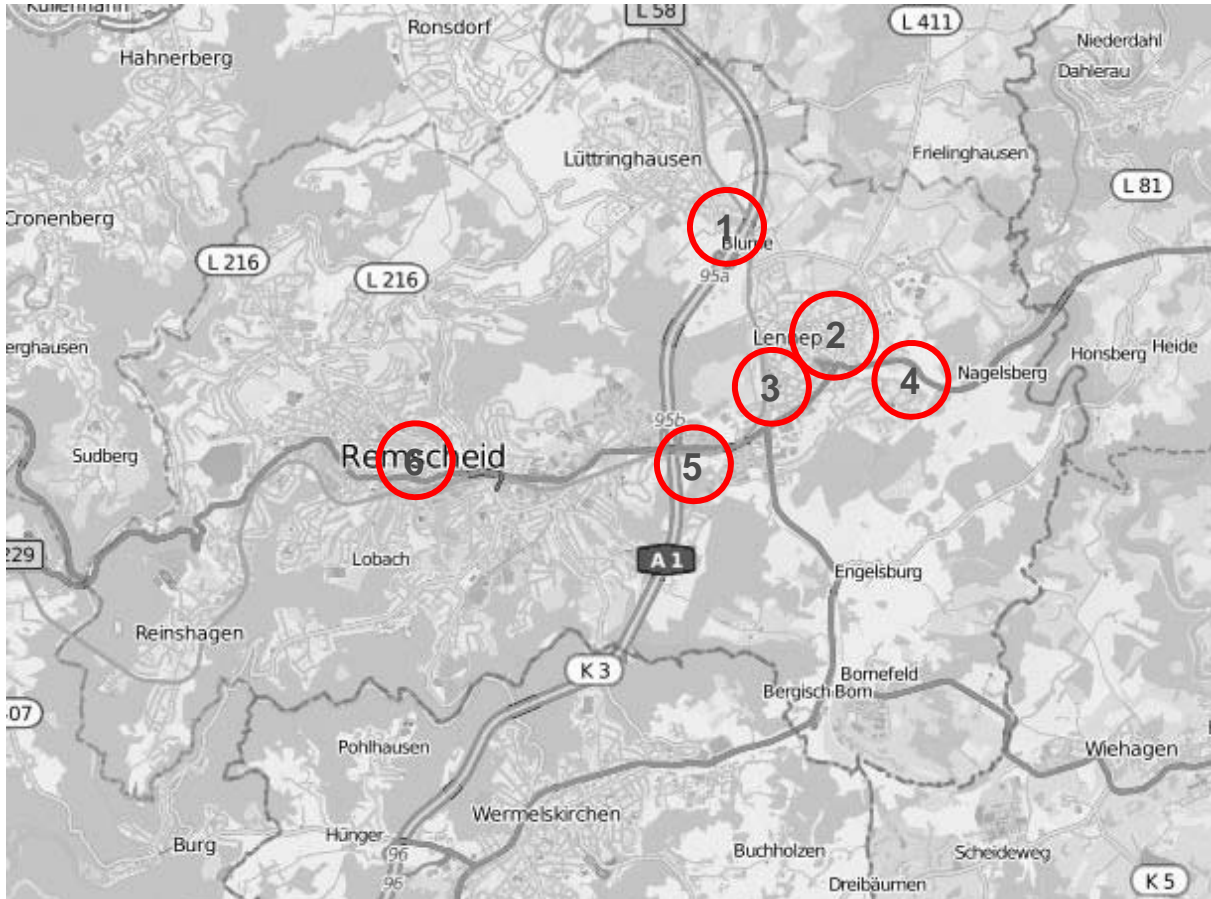 Kullenhahn
L 58
Ronsdorf
L 411
Niederdahl
Hahnerberg
Dahlerau
Lüttringhausen
Frielinghausen
L 81
Cronenberg
1
Blume
L 216
L 216
95a
2
Lennep
erghausen
Honsberg
Heide
3
4
Nagelsberg
95b
Sudberg
Remscheid
6
5
229
Lobach
A 1
Engelsburg
Reinshagen
K 3
Bornefeld
Bergisch Born
07
Pohlhausen
Wiehagen
Wermelskirchen
Hünger
Burg
96
Buchholzen
Scheideweg
96
Dreibäumen
K 5